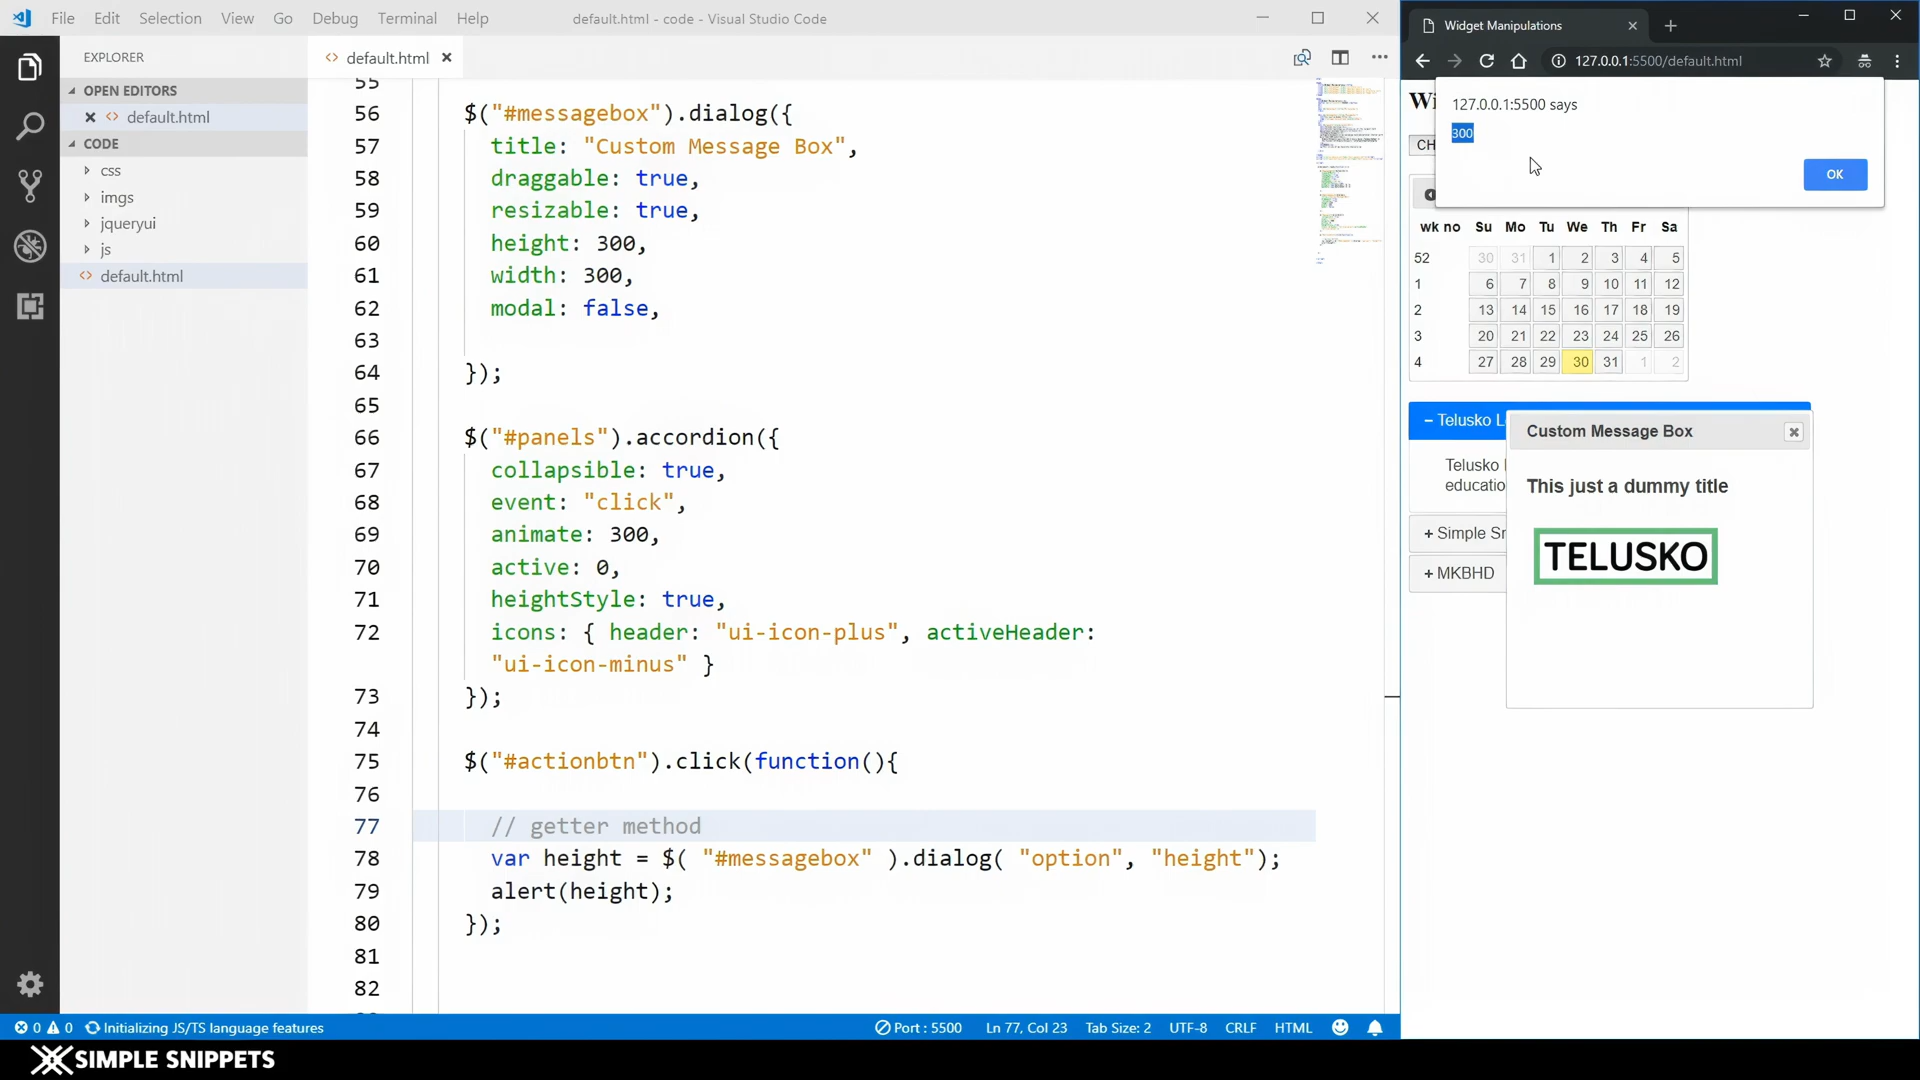 File Edit Selection View Go Debug Terminal Help
default.html - code - Visual Studio Code
EXPLORER
OPEN EDITORS
default.html
CODE
css
imgs
jqueryui
js
default.html
default.html
55
56 $("#messagebox").dialog({
57 title: "Custom Message Box",
58 draggable: true,
59 resizable: true,
60 height: 300,
61 width: 300,
62 modal: false,
63
64 });
65
66 $("#panels").accordion({
67 collapsible: true,
68 event: "click",
69 animate: 300,
70 active: 0,
71 heightStyle: true,
72 icons: { header: "ui-icon-plus", activeHeader:
"ui-icon-minus" }
73 });
74
75 $("#actionbtn").click(function(){
76
77 // getter method
78 var height = $( "#messagebox" ).dialog( "option", "height");
79 alert(height);
80 });
81
82
0 0 Initializing JS/TS language features
Port : 5500 Ln 77, Col 23 Tab Size: 2 UTF-8 CRLF HTML
Widget Manipulations
127.0.0.1:5500/default.html
127.0.0.1:5500 says
300
OK
CH
wk no Su Mo Tu We Th Fr Sa
52 30 31 1 2 3 4 5
1 6 7 8 9 10 11 12
2 13 14 15 16 17 18 19
3 20 21 22 23 24 25 26
4 27 28 29 30 31 1 2
Telusko L
Telusko
educatio
Simple Sn
MKBHD
Custom Message Box
This just a dummy title
TELUSKO
SIMPLE SNIPPETS